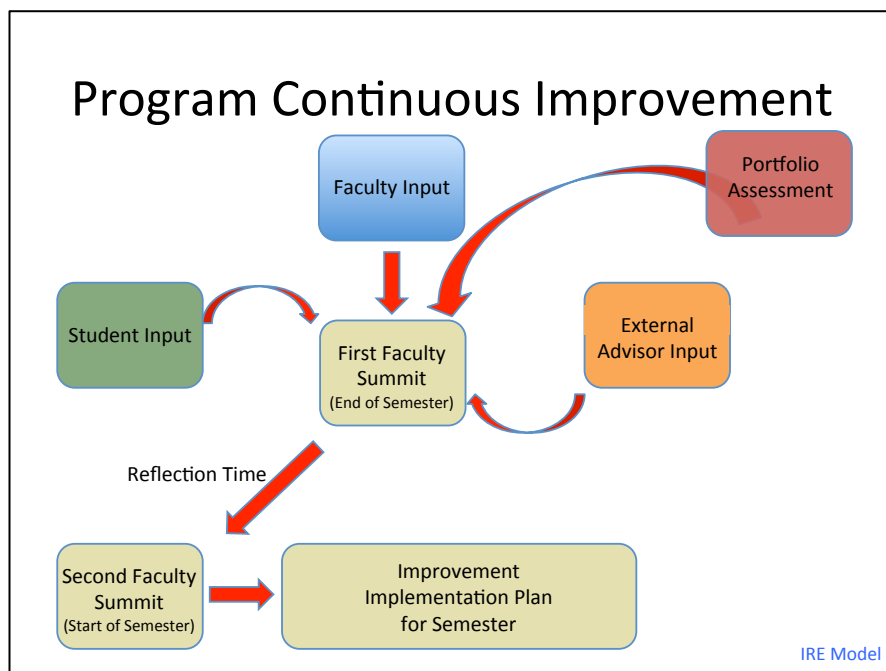 Program Continuous Improvement
Faculty Input
Portfolio
Assessment
Student Input
First Faculty
Summit
(End of Semester)
External
Advisor Input
Reflection Time
Second Faculty
Summit
(Start of Semester)
Improvement
Implementation Plan
for Semester
IRE Model